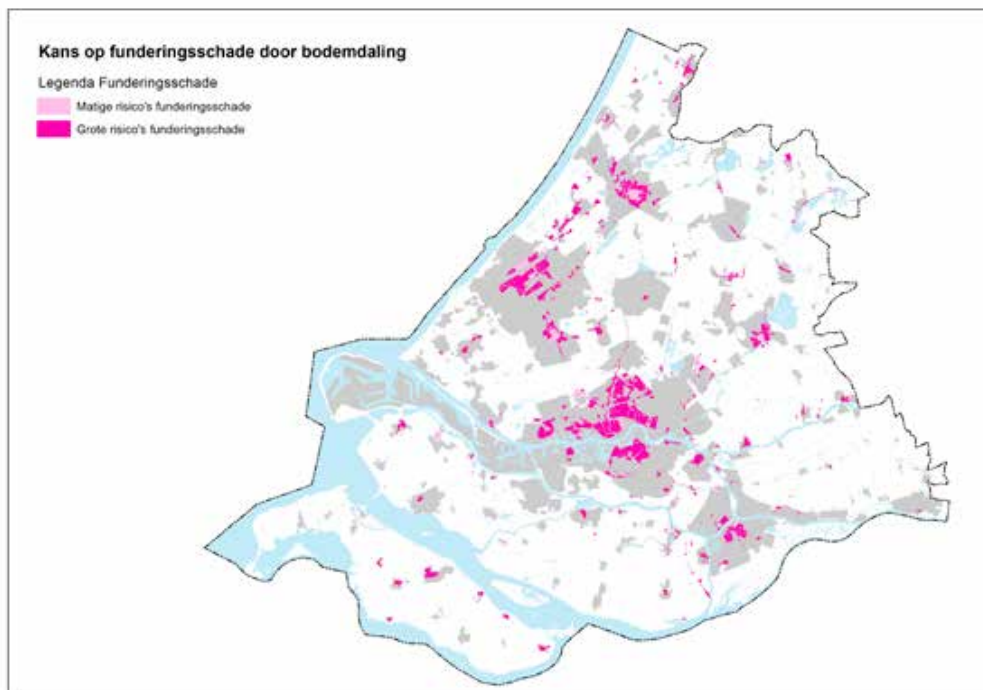 Kans op funderingsschade door bodemdaling
Legenda Funderingsschade
Matige risico's funderingsschade
Grote risico's funderingsschade